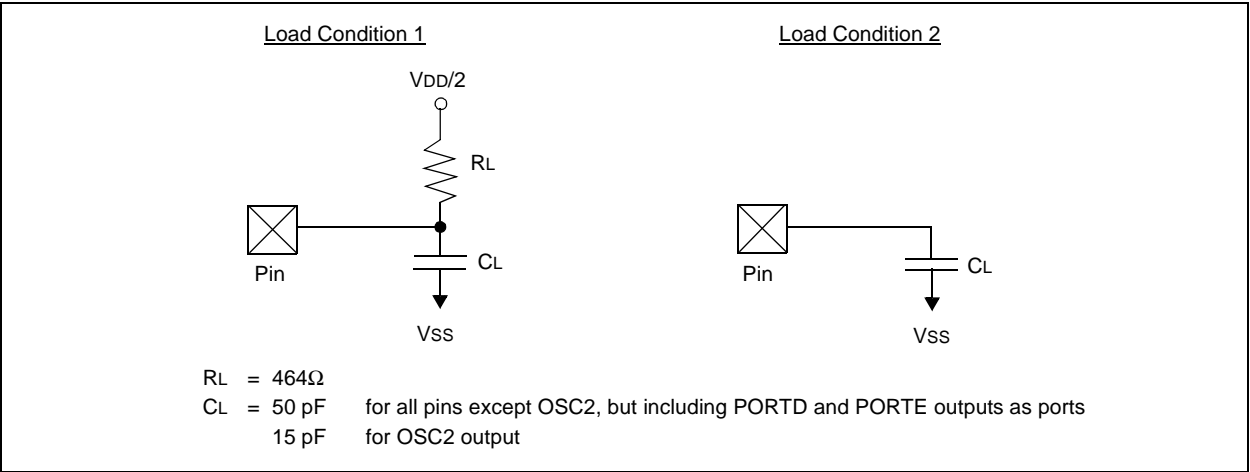 Load Condition 1
Load Condition 2
VDD/2
RL
CL
Pin
VSS
CL
Pin
VSS
RL = 464Ω
CL = 50 pF for all pins except OSC2, but including PORTD and PORTE outputs as ports
15 pF for OSC2 output